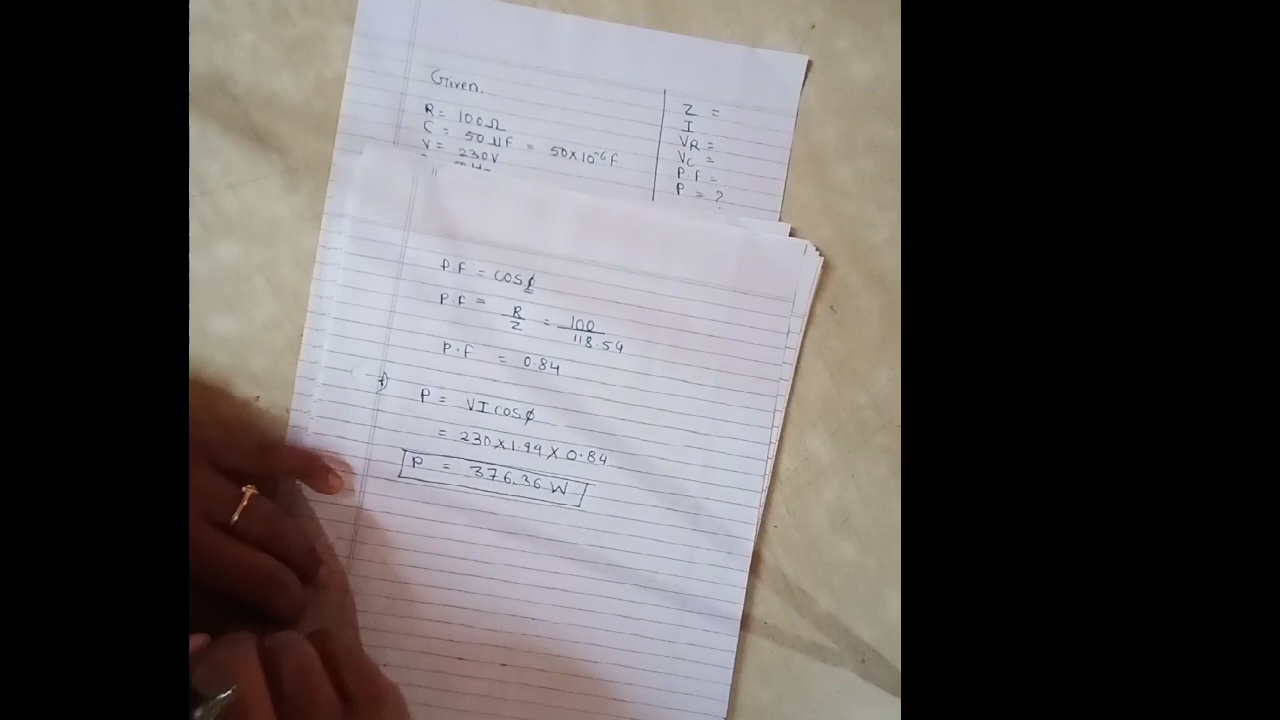 Given.
R = 100Ω
C = 50 μF = 50×10⁻⁶ F
V = 230V
Z =
I
VR =
VC =
P.F =
P = ?
P.F = COSϕ
P.F = R/Z = 100/118.54
P.F = 0.84
P = VI cosϕ
= 230×1.94×0.84
P = 376.36 W